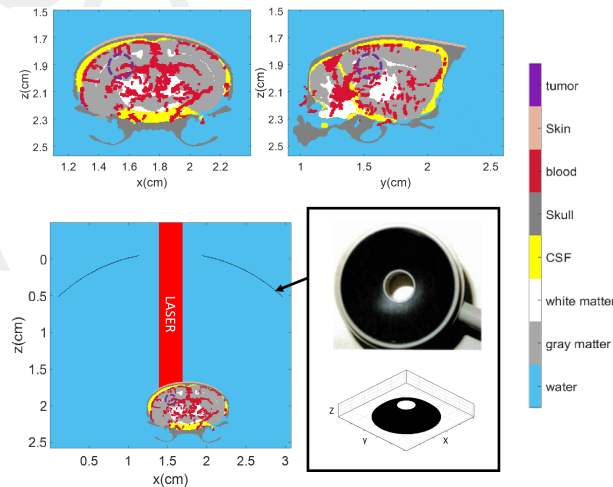 1.5
1.7
1.9
2.1
2.3
2.5
z(cm)
1.2 1.4 1.6 1.8 2 2.2
x(cm)
1.5
1.7
1.9
2.1
2.3
2.5
z(cm)
1 1.5 2 2.5
y(cm)
tumor
Skin
blood
Skull
CSF
white matter
gray matter
water
0
0.5
1
1.5
2
2.5
z(cm)
LASER
0.5 1 1.5 2 2.5 3
x(cm)
Z
y
X